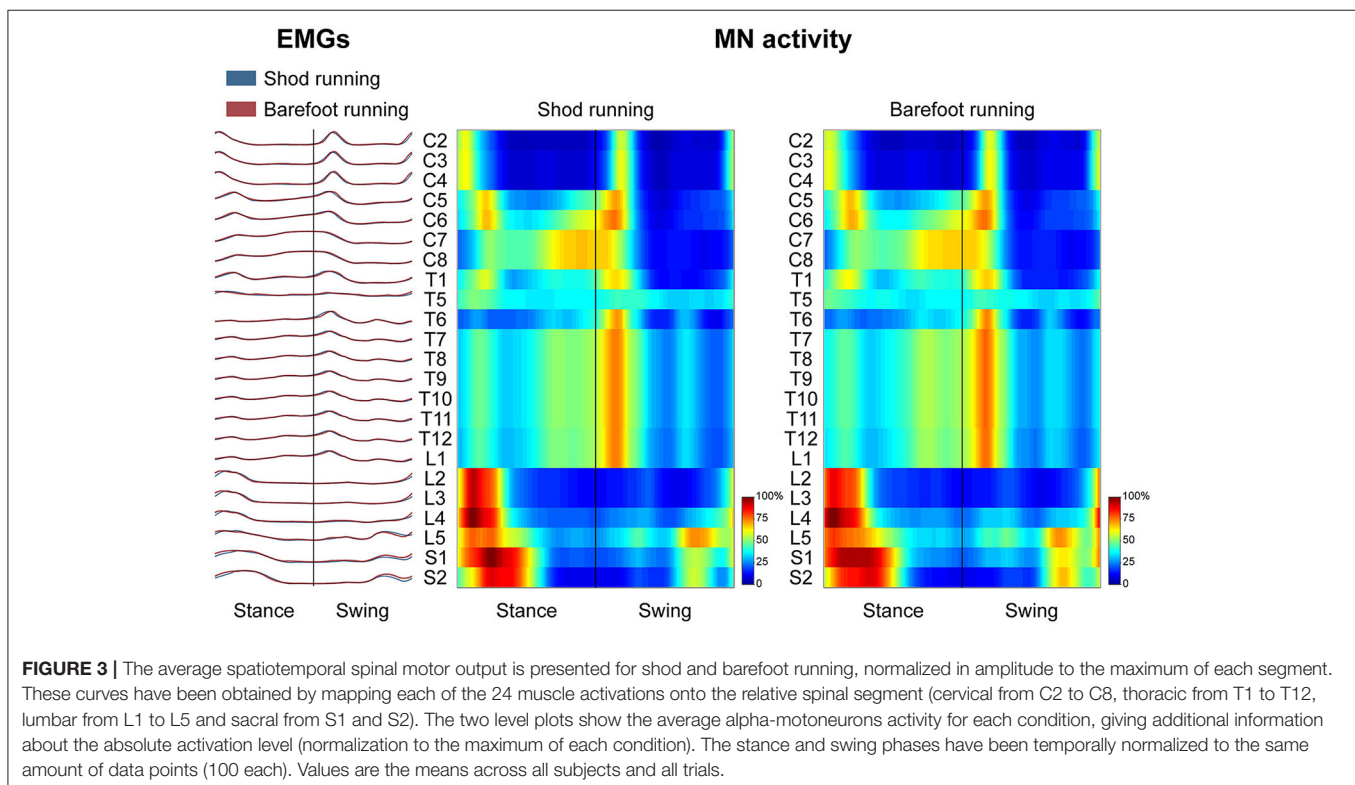 EMGs
MN activity
Shod running
Barefoot running
Shod running
Barefoot running
C2
C3
C4
C5
C6
C7
C8
T1
T5
T6
T7
T8
T9
T10
T11
T12
L1
L2
L3
L4
L5
S1
S2
100%
75
50
25
0
C2
C3
C4
C5
C6
C7
C8
T1
T5
T6
T7
T8
T9
T10
T11
T12
L1
L2
L3
L4
L5
S1
S2
100%
75
50
25
0
Stance Swing
Stance Swing
Stance Swing
FIGURE 3 | The average spatiotemporal spinal motor output is presented for shod and barefoot running, normalized in amplitude to the maximum of each segment.
These curves have been obtained by mapping each of the 24 muscle activations onto the relative spinal segment (cervical from C2 to C8, thoracic from T1 to T12,
lumbar from L1 to L5 and sacral from S1 and S2). The two level plots show the average alpha-motoneurons activity for each condition, giving additional information
about the absolute activation level (normalization to the maximum of each condition). The stance and swing phases have been temporally normalized to the same
amount of data points (100 each). Values are the means across all subjects and all trials.